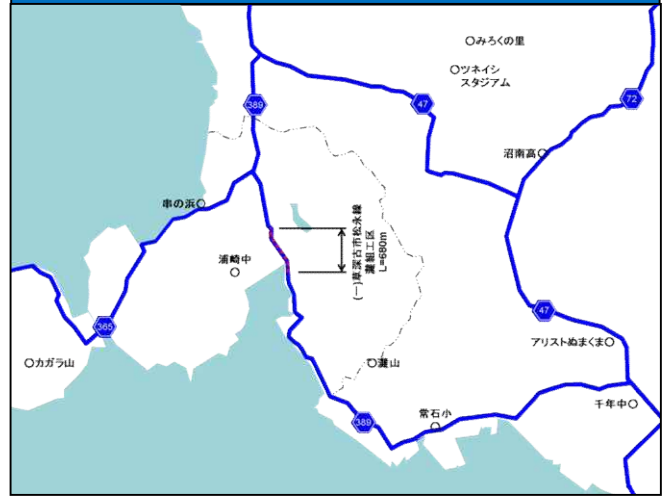 みろくの里
ツネイシ
スタジアム
389
47
72
沼南高
串の浜
浦崎中
(一)草深古市松永線
灘組工区
L=680m
47
365
アリストぬまくま
カガラ山
灘山
千年中
常石小
389